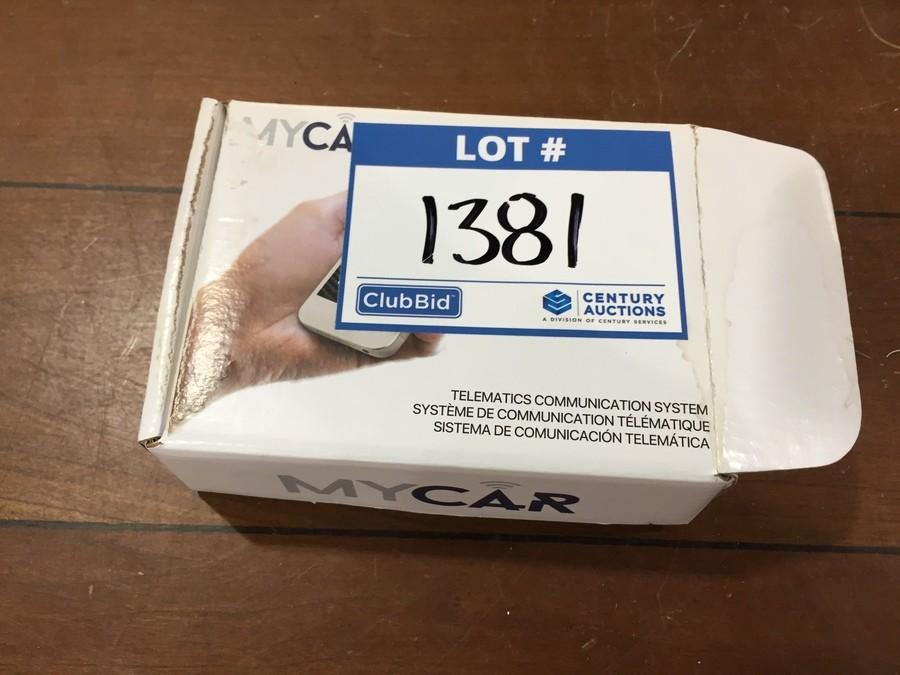 MYCA
LOT #
1381
ClubBid
CENTURY
AUCTIONS
A DIVISION OF CENTURY SERVICES
TELEMATICS COMMUNICATION SYSTEM
SYSTÈME DE COMMUNICATION TÉLÉMATIQUE
SISTEMA DE COMUNICACIÓN TELEMÁTICA
MYCAR